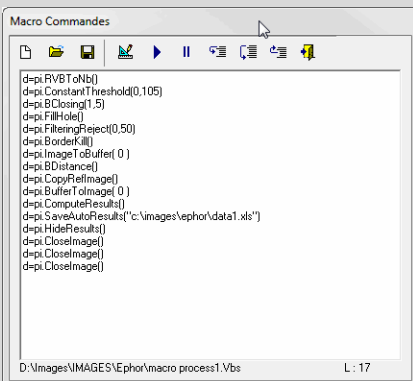 Macro Commandes
d=pi.RVBToNb()
d=pi.ConstantThreshold(0,105)
d=pi.BClosing(1,5)
d=pi.FillHole()
d=pi.FilteringReject(0,50)
d=pi.BorderKill()
d=pi.ImageToBuffer( 0 )
d=pi.BDistance()
d=pi.CopyRefImage()
d=pi.BufferToImage( 0 )
d=pi.ComputeResults()
d=pi.SaveAutoResults("c:\images\ephor\data1.xls")
d=pi.HideResults()
d=pi.CloseImage()
d=pi.CloseImage()
d=pi.CloseImage()
D:\Images\IMAGES\Ephor\macro process1.Vbs L : 17